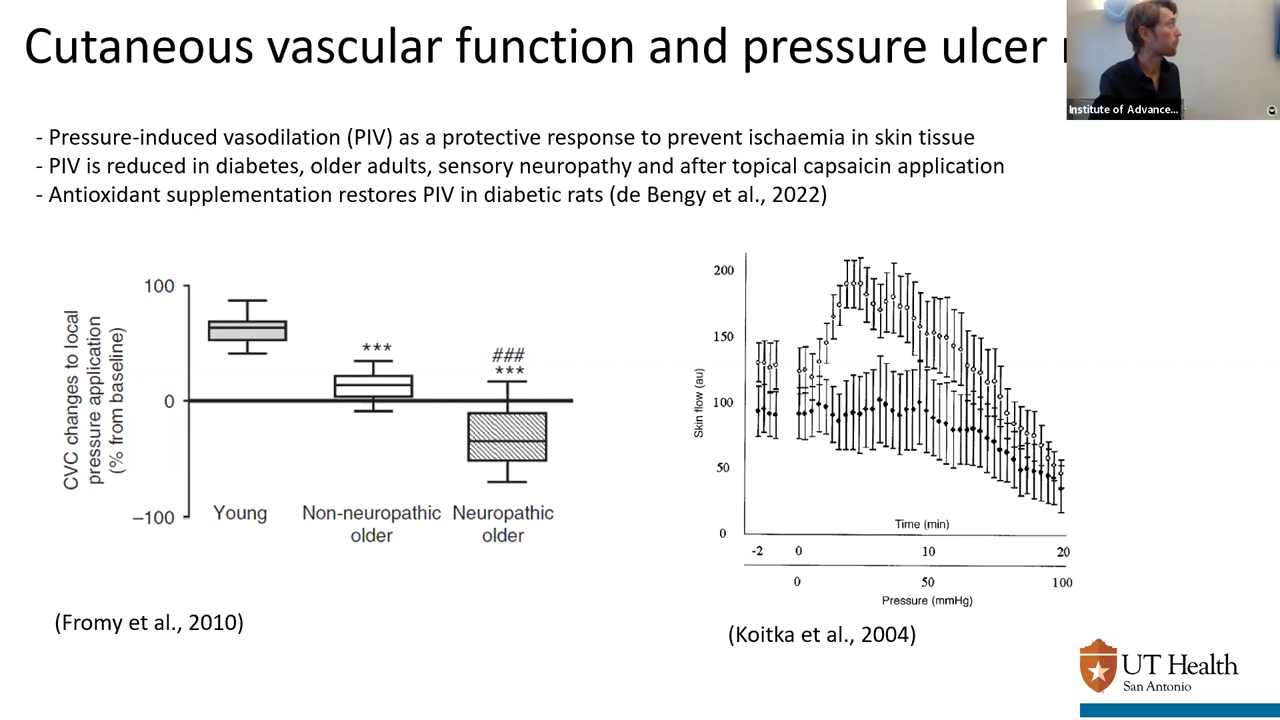 Cutaneous vascular function and pressure ulcer
Institute of Advance...
- Pressure-induced vasodilation (PIV) as a protective response to prevent ischaemia in skin tissue
- PIV is reduced in diabetes, older adults, sensory neuropathy and after topical capsaicin application
- Antioxidant supplementation restores PIV in diabetic rats (de Bengy et al., 2022)
CVC changes to local
pressure application
(% from baseline)
100
0
–100
***
###
***
Young
Non-neuropathic
older
Neuropathic
older
(Fromy et al., 2010)
Skin flow (au)
200
150
100
50
0
Time (min)
-2 0 10 20
0 50 100
Pressure (mmHg)
(Koitka et al., 2004)
UT Health
San Antonio